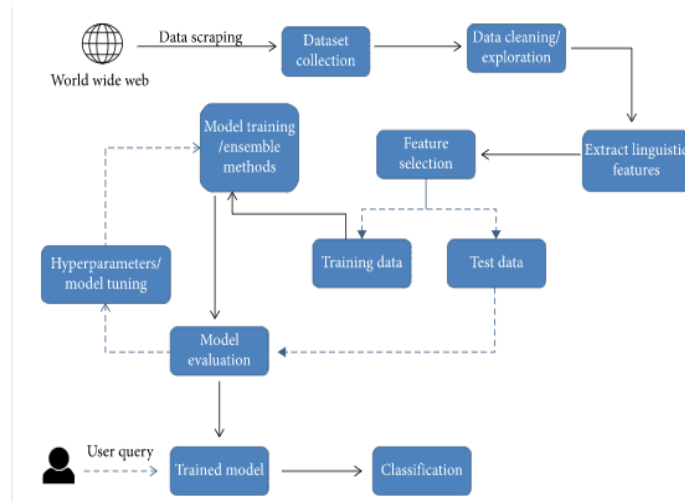 Data scraping
World wide web
Dataset
collection
Data cleaning/
exploration
Model training
/ensemble
methods
Feature
selection
Extract linguistic
features
Hyperparameters/
model tuning
Training data
Test data
Model
evaluation
User query
Trained model
Classification